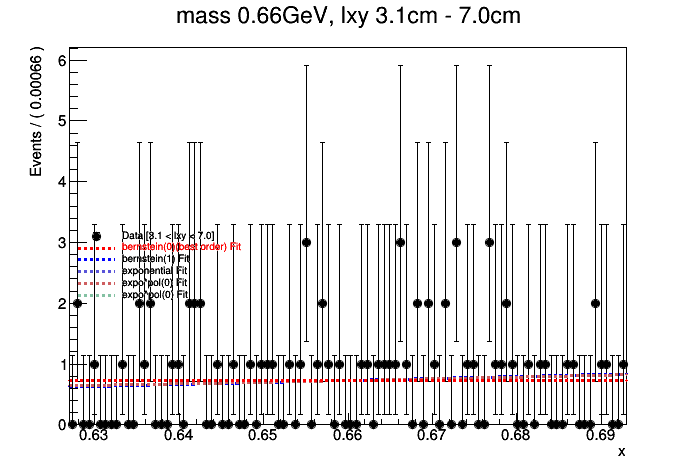 mass 0.66GeV, lxy 3.1cm - 7.0cm
Events / ( 0.00066 )
6
5
4
3
2
1
0
Data [3.1 < lxy < 7.0]
bernstein(0)(best order) Fit
bernstein(1) Fit
exponential Fit
expo*pol(0) Fit
expo*pol(0) Fit
0.63 0.64 0.65 0.66 0.67 0.68 0.69
x